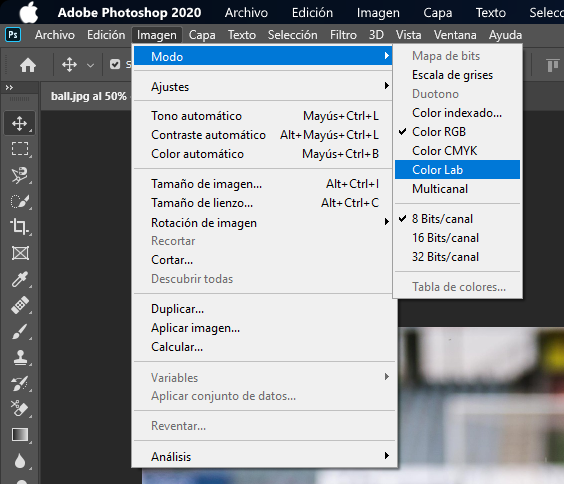 Adobe Photoshop 2020 Archivo Edición Imagen Capa Texto Selecc
Ps Archivo Edición Imagen Capa Texto Selección Filtro 3D Vista Ventana Ayuda
ball.jpg al 50%
Modo
Ajustes
Tono automático Mayús+Ctrl+L
Contraste automático Alt+Mayús+Ctrl+L
Color automático Mayús+Ctrl+B
Tamaño de imagen... Alt+Ctrl+I
Tamaño de lienzo... Alt+Ctrl+C
Rotación de imagen
Recortar
Cortar...
Descubrir todas
Duplicar...
Aplicar imagen...
Calcular...
Variables
Aplicar conjunto de datos...
Reventar...
Análisis
Mapa de bits
Escala de grises
Duotono
Color indexado...
Color RGB
Color CMYK
Color Lab
Multicanal
8 Bits/canal
16 Bits/canal
32 Bits/canal
Tabla de colores...